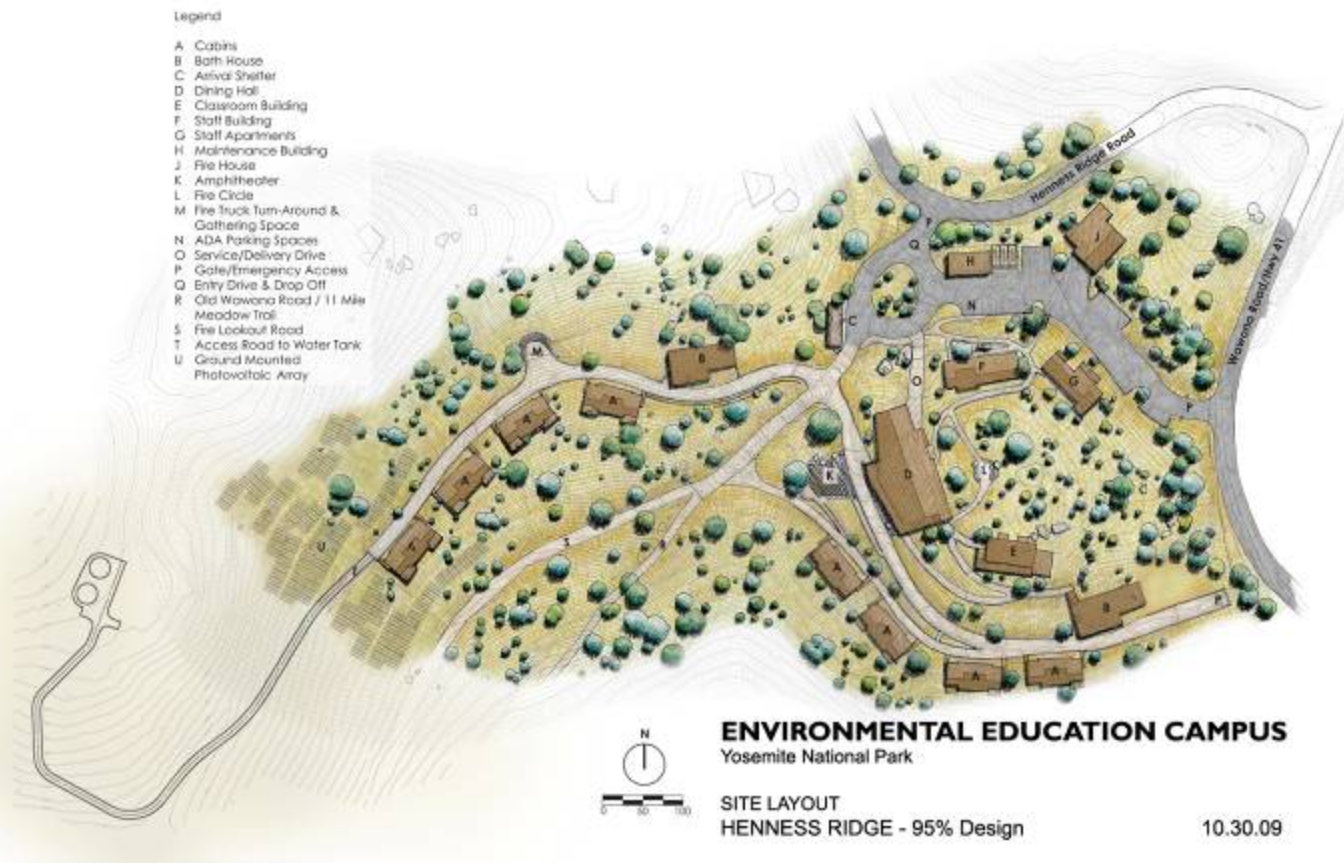 Legend
A Cabins
B Bath House
C Arrival Shelter
D Dining Hall
E Classroom Building
F Staff Building
G Staff Apartments
H Maintenance Building
J Fire House
K Amphitheater
L Fire Circle
M Fire Truck Turn-Around &
Gathering Space
N ADA Parking Spaces
O Service/Delivery Drive
P Gate/Emergency Access
Q Entry Drive & Drop Off
R Old Wawona Road / 11 Mile
Meadow Trail
S Fire Lookout Road
T Access Road to Water Tank
U Ground Mounted
Photovoltaic Array
Henness Ridge Road
Wawona Road/Hwy 41
P
Q
J
H
N
C
M
B
A
F
G
O
P
A
A
D
K
L
U
S
E
A
A
B
P
A
A
A
N
0 50 100
ENVIRONMENTAL EDUCATION CAMPUS
Yosemite National Park
SITE LAYOUT
HENNESS RIDGE - 95% Design
10.30.09